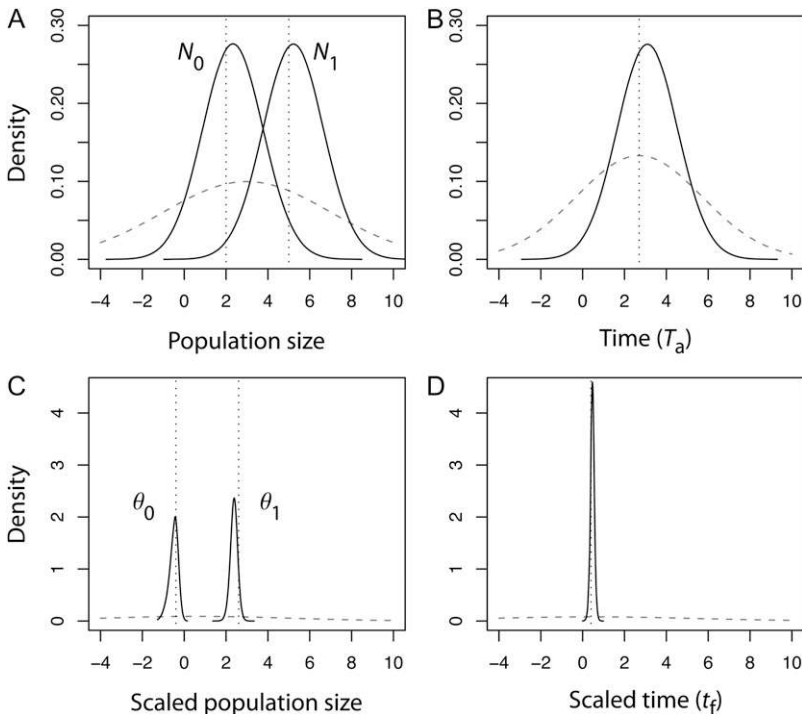 A
B
0.30
0.20
0.10
0.00
Density
N0
N1
−4 −2 0 2 4 6 8 10
Population size
0.30
0.20
0.10
0.00
−4 −2 0 2 4 6 8 10
Time (Ta)
C
D
4
3
2
1
0
Density
θ0
θ1
−4 −2 0 2 4 6 8 10
Scaled population size
4
3
2
1
0
−4 −2 0 2 4 6 8 10
Scaled time (tf)